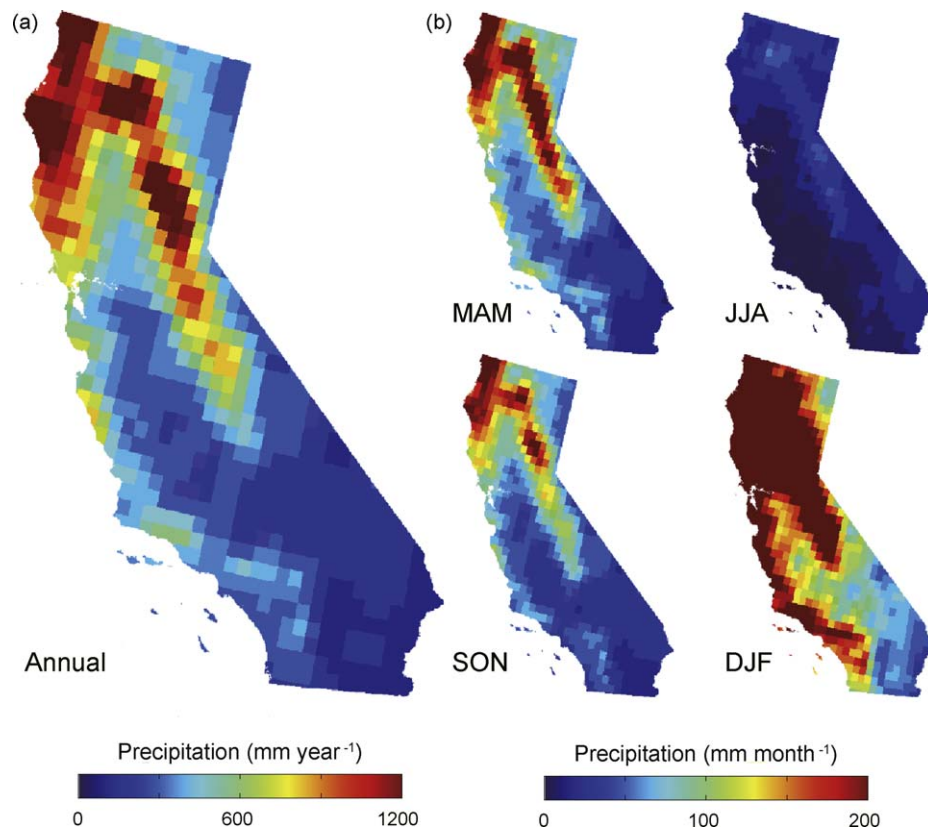 (a)
(b)
MAM
JJA
Annual
SON
DJF
Precipitation (mm year⁻¹)
0 600 1200
Precipitation (mm month⁻¹)
0 100 200